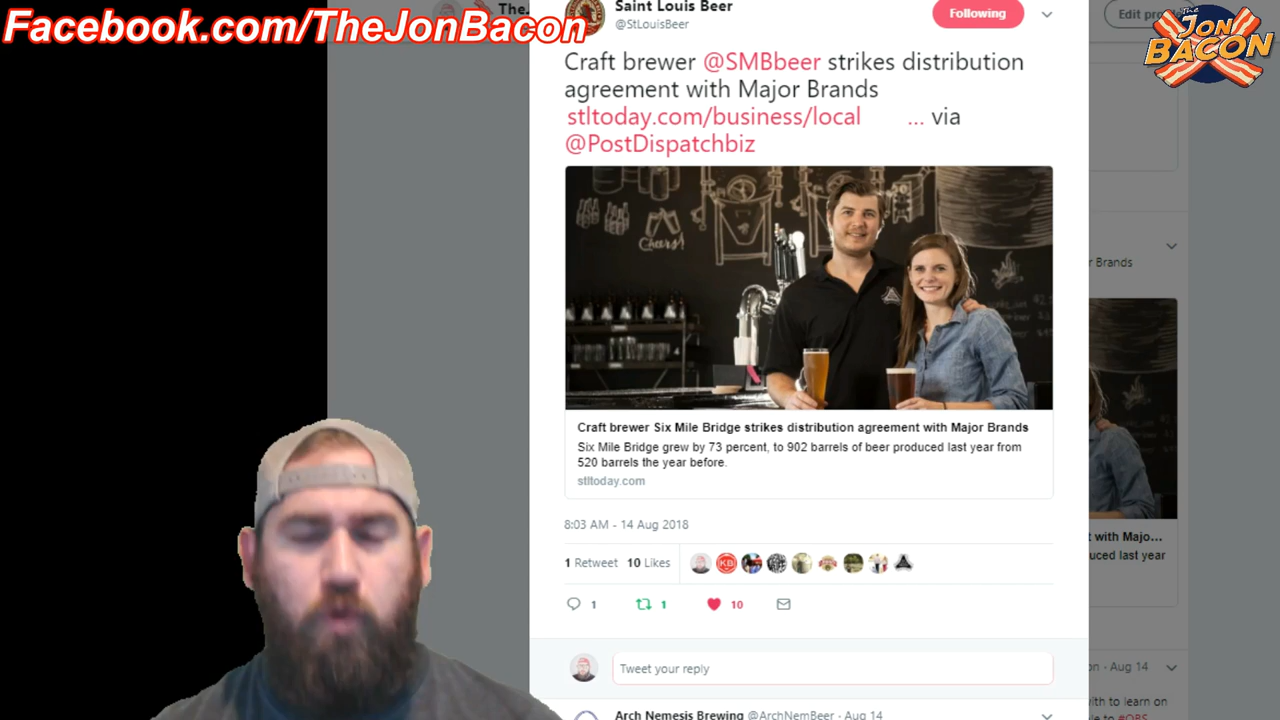 Facebook.com/TheJonBacon
The JON BACON
Saint Louis Beer
@StLouisBeer
Following
Edit pro
Craft brewer @SMBbeer strikes distribution
agreement with Major Brands
stltoday.com/business/local … via
@PostDispatchbiz
Cheers!
Craft brewer Six Mile Bridge strikes distribution agreement with Major Brands
Six Mile Bridge grew by 73 percent, to 902 barrels of beer produced last year from
520 barrels the year before.
stltoday.com
8:03 AM - 14 Aug 2018
1 Retweet 10 Likes
KB
1 1 10
Tweet your reply
Arch Nemesis Brewing @ArchNemBeer · Aug 14
The
r Brands
t with Majo...
uced last year
on · Aug 14
with to learn on
le to #OBS